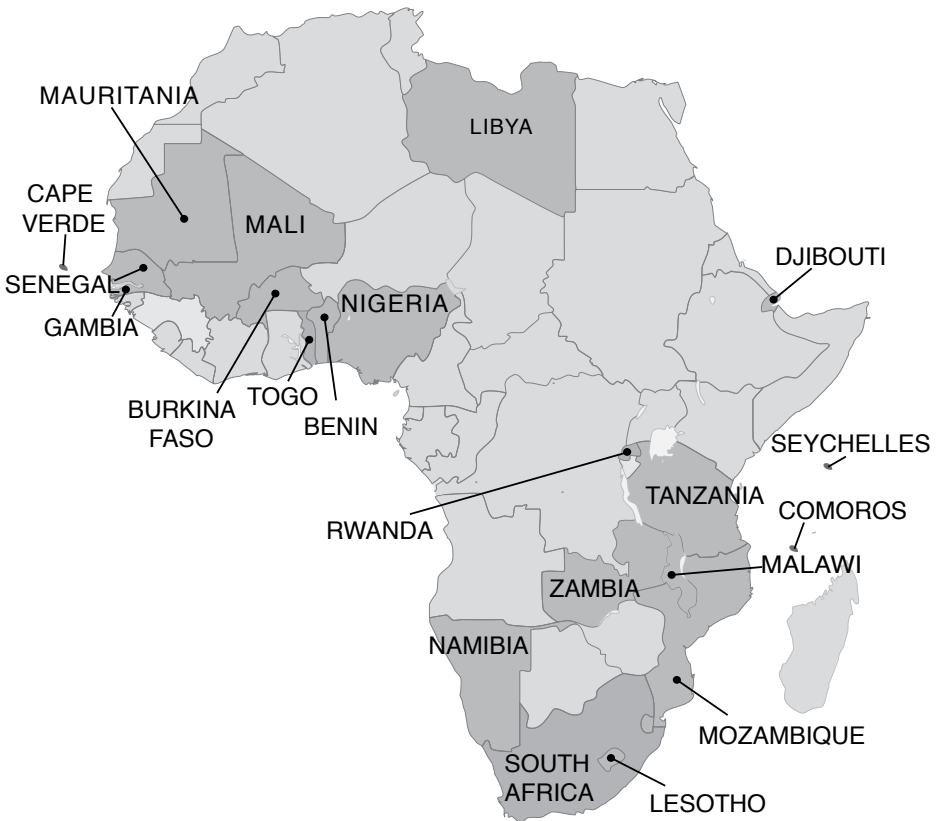 MAURITANIA
LIBYA
CAPE
VERDE
MALI
DJIBOUTI
SENEGAL
GAMBIA
NIGERIA
TOGO
BURKINA
FASO
BENIN
SEYCHELLES
TANZANIA
COMOROS
RWANDA
MALAWI
ZAMBIA
NAMIBIA
MOZAMBIQUE
SOUTH
AFRICA
LESOTHO